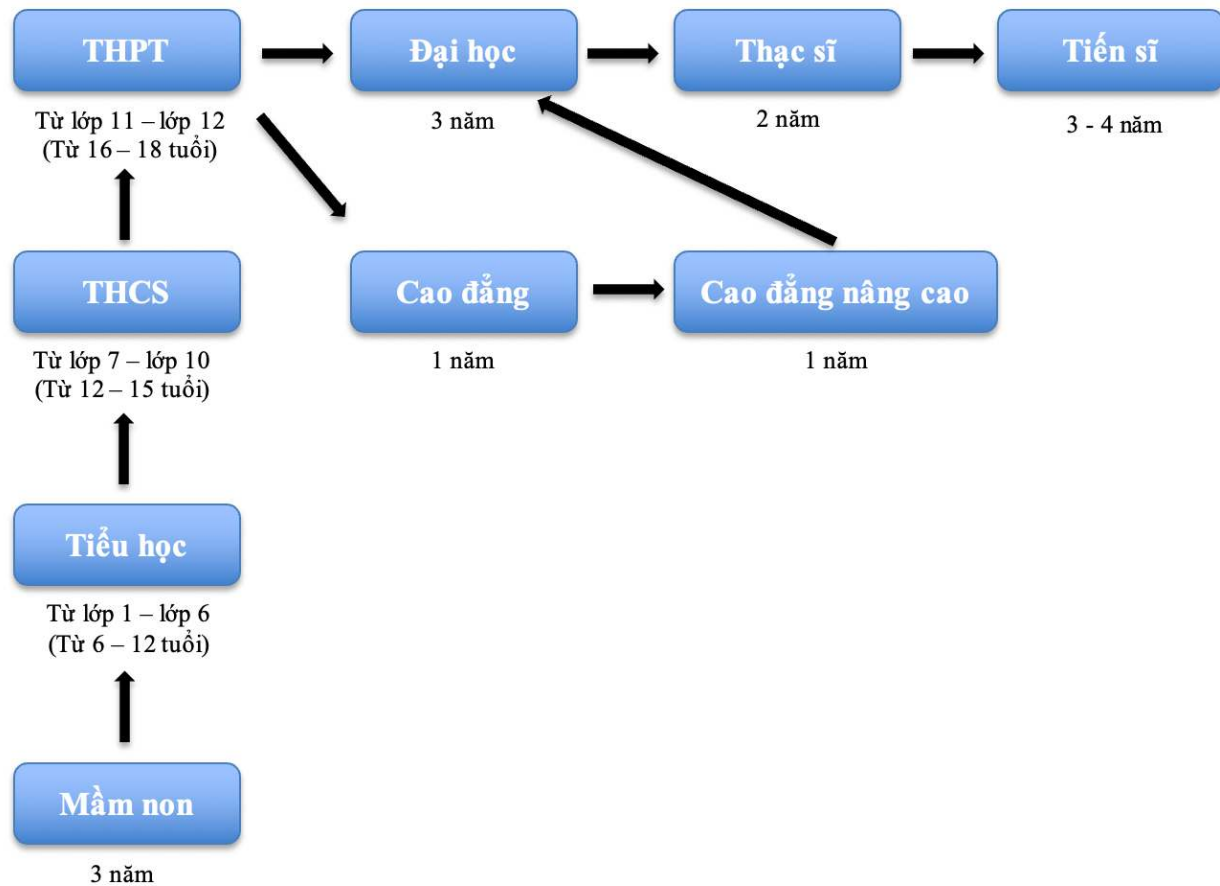 THPT
Đại học
Thạc sĩ
Tiến sĩ
Từ lớp 11 – lớp 12
(Từ 16 – 18 tuổi)
3 năm
2 năm
3 - 4 năm
THCS
Cao đẳng
Cao đẳng nâng cao
Từ lớp 7 – lớp 10
(Từ 12 – 15 tuổi)
1 năm
1 năm
Tiểu học
Từ lớp 1 – lớp 6
(Từ 6 – 12 tuổi)
Mầm non
3 năm